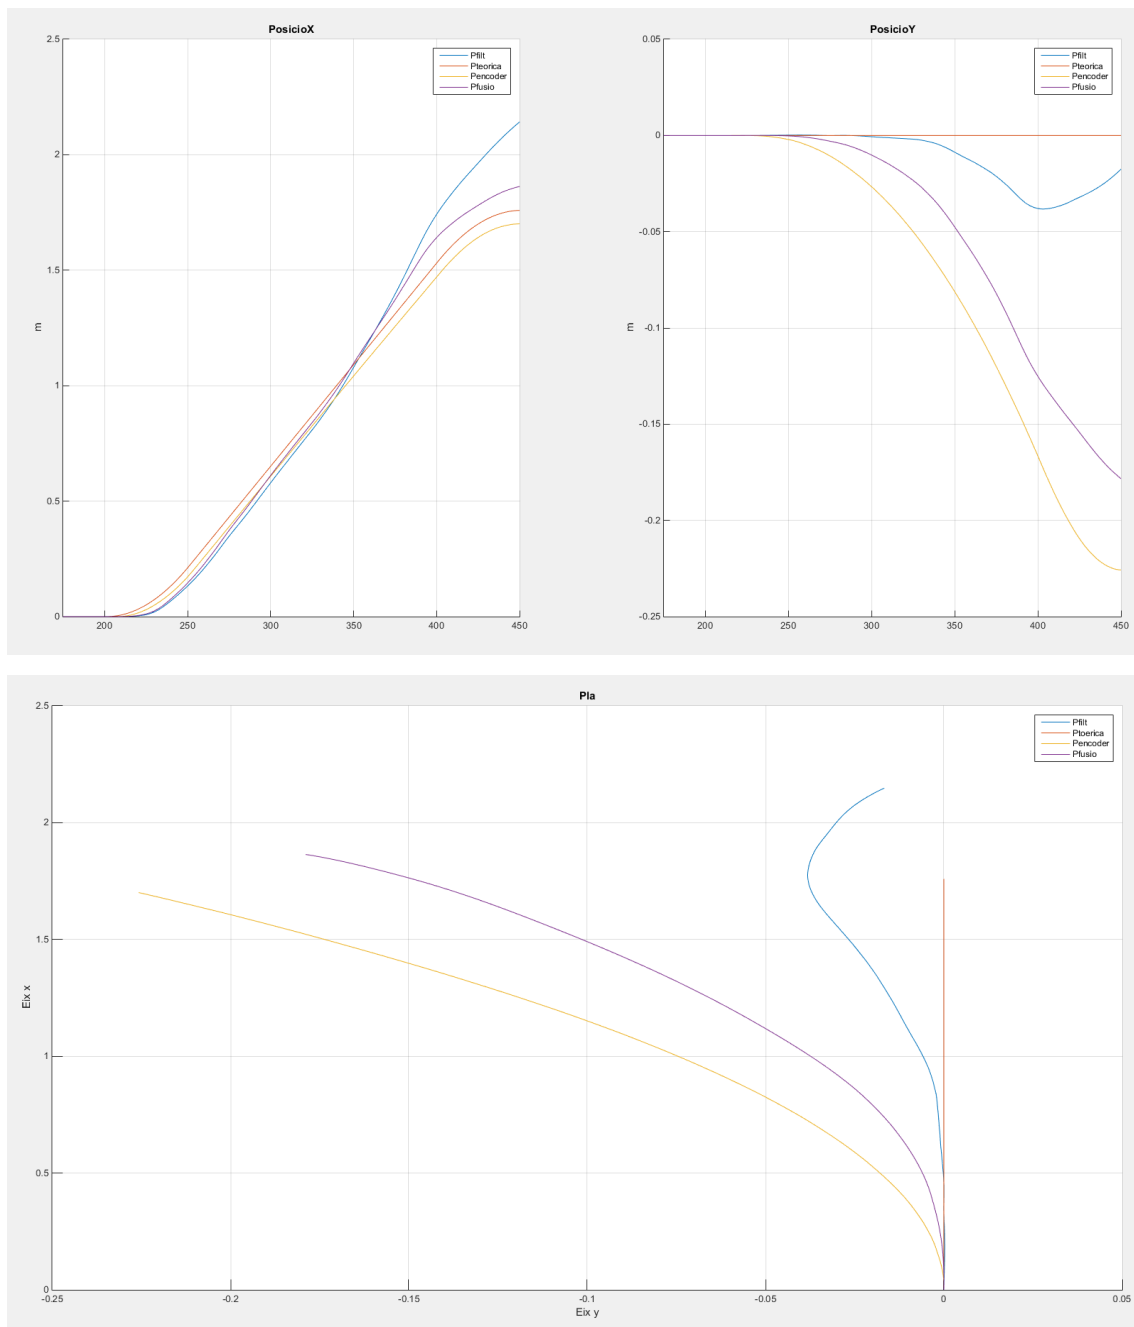 PosicioX
2.5
2
1.5
1
0.5
0
m
200 250 300 350 400 450
Pfilt
Pteorica
Pencoder
Pfusio
PosicioY
0.05
0
-0.05
-0.1
-0.15
-0.2
-0.25
m
200 250 300 350 400 450
Pfilt
Pteorica
Pencoder
Pfusio
Pla
2.5
2
1.5
1
0.5
0
Eix x
-0.25 -0.2 -0.15 -0.1 -0.05 0 0.05
Eix y
Pfilt
Ptoerica
Pencoder
Pfusio